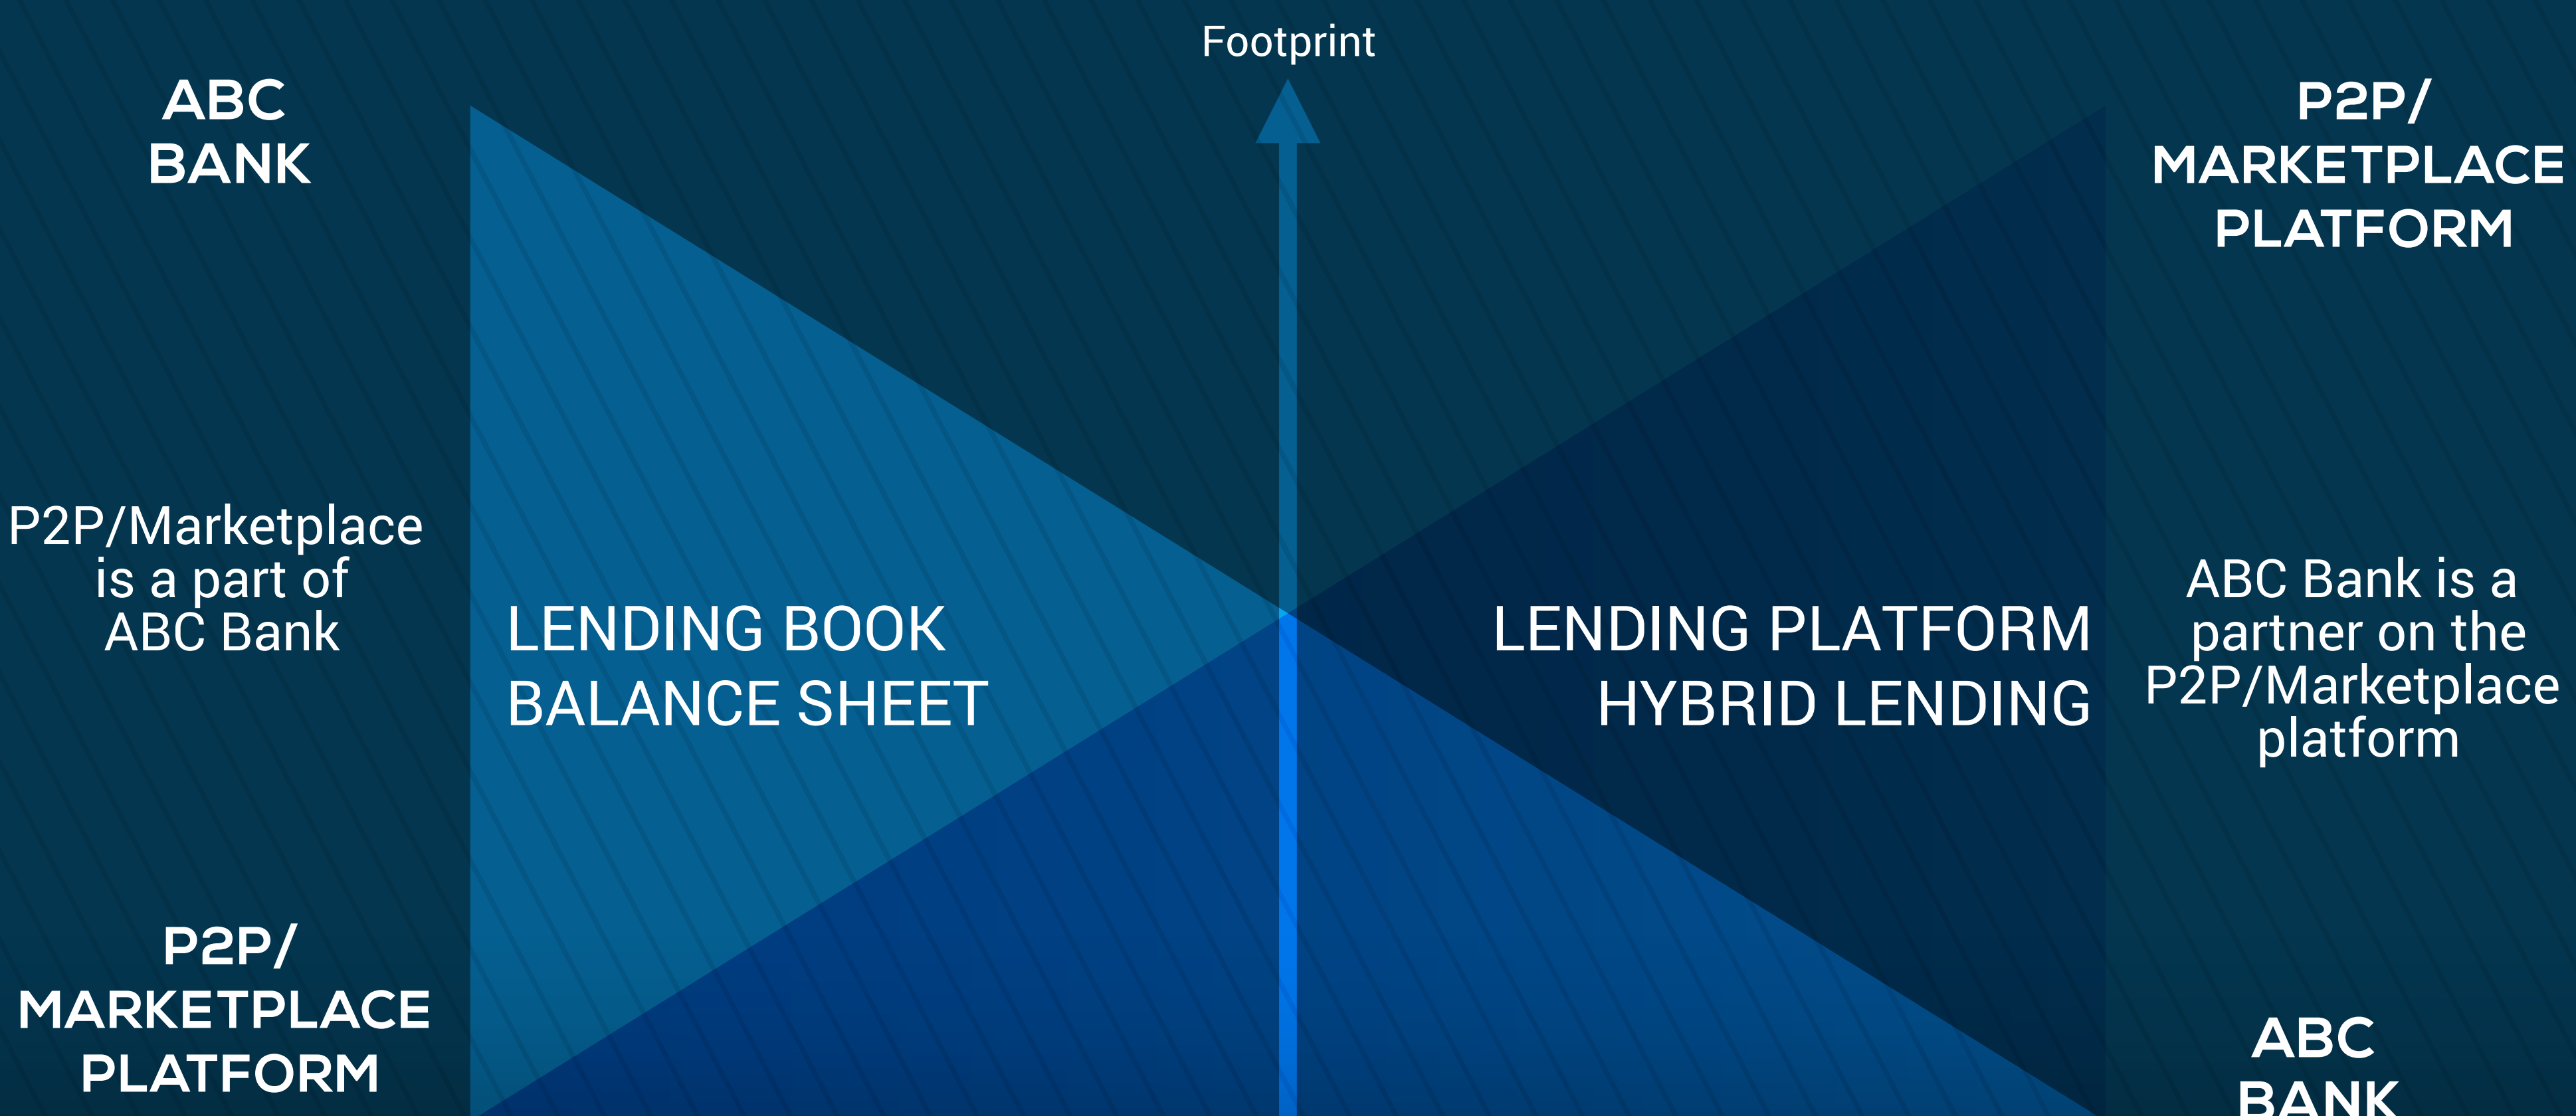 Footprint
ABC
BANK
P2P/Marketplace
is a part of
ABC Bank
P2P/
MARKETPLACE
PLATFORM
LENDING BOOK
BALANCE SHEET
LENDING PLATFORM
HYBRID LENDING
P2P/
MARKETPLACE
PLATFORM
ABC Bank is a
partner on the
P2P/Marketplace
platform
ABC
BANK